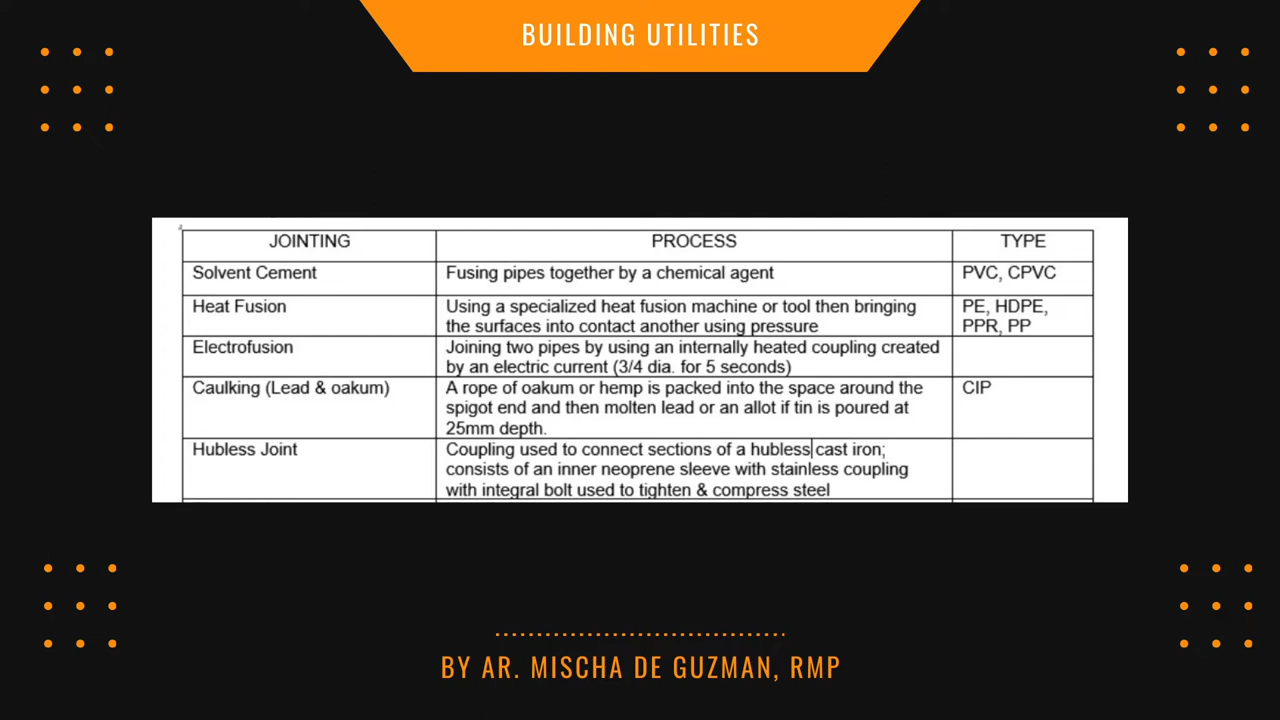 BUILDING UTILITIES
JOINTING PROCESS TYPE
Solvent Cement Fusing pipes together by a chemical agent PVC, CPVC
Heat Fusion Using a specialized heat fusion machine or tool then bringing PE, HDPE,
the surfaces into contact another using pressure PPR, PP
Electrofusion Joining two pipes by using an internally heated coupling created
by an electric current (3/4 dia. for 5 seconds)
Caulking (Lead & oakum) A rope of oakum or hemp is packed into the space around the CIP
spigot end and then molten lead or an allot if tin is poured at
25mm depth.
Hubless Joint Coupling used to connect sections of a hubless cast iron;
consists of an inner neoprene sleeve with stainless coupling
with integral bolt used to tighten & compress steel
BY AR. MISCHA DE GUZMAN, RMP